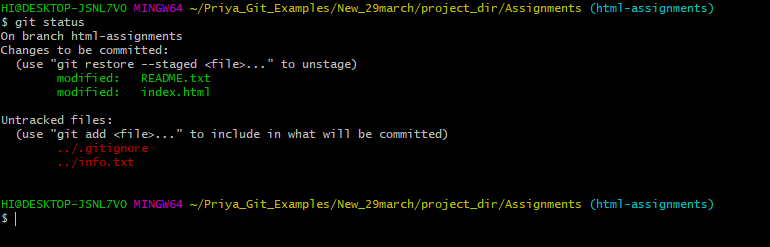 HI@DESKTOP-JSNL7VO MINGW64 ~/Priya_Git_Examples/New_29march/project_dir/Assignments (html-assignments)
$ git status
On branch html-assignments
Changes to be committed:
  (use "git restore --staged <file>..." to unstage)
        modified:   README.txt
        modified:   index.html

Untracked files:
  (use "git add <file>..." to include in what will be committed)
        ../.gitignore
        ../info.txt

HI@DESKTOP-JSNL7VO MINGW64 ~/Priya_Git_Examples/New_29march/project_dir/Assignments (html-assignments)
$